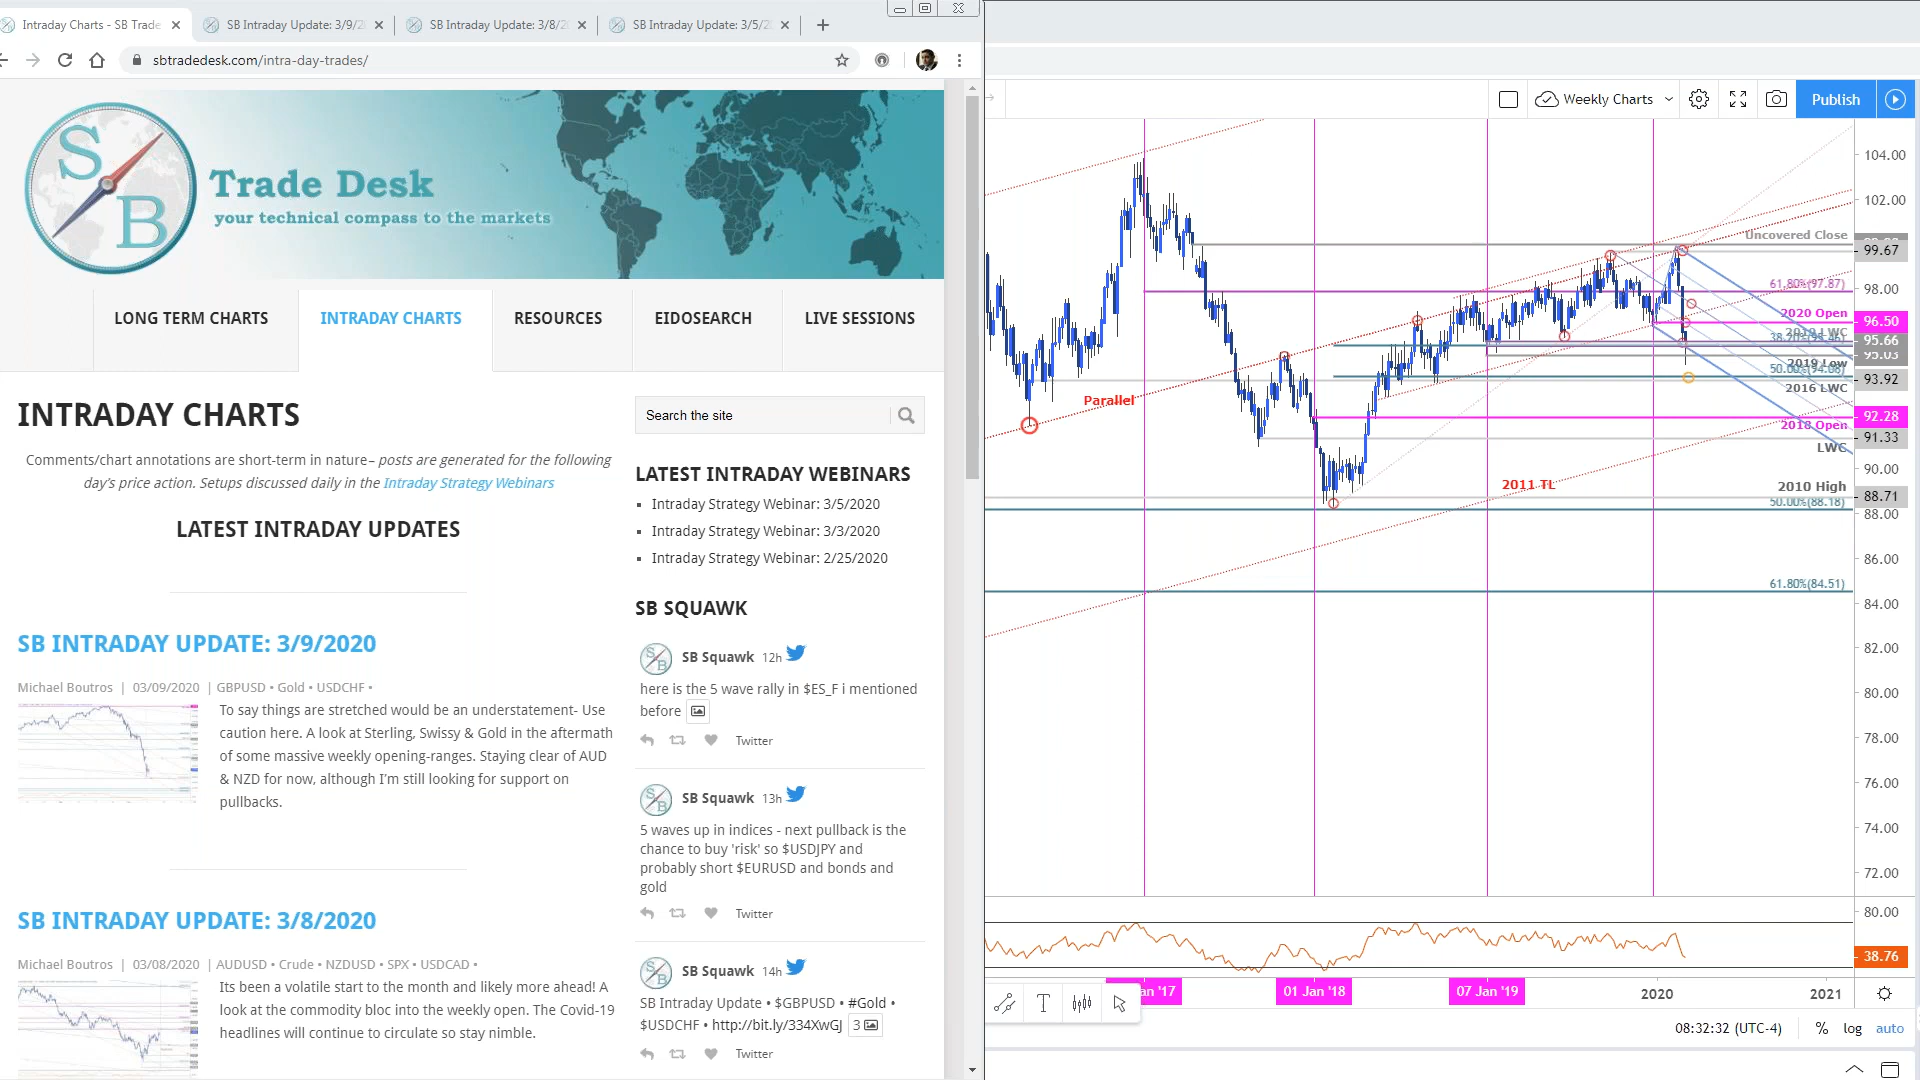 Intraday Charts - SB Trade
SB Intraday Update: 3/9/2
SB Intraday Update: 3/8/2
SB Intraday Update: 3/5/2
sbtradedesk.com/intra-day-trades/
S
B
Trade Desk
your technical compass to the markets
LONG TERM CHARTS
INTRADAY CHARTS
RESOURCES
EIDOSEARCH
LIVE SESSIONS
INTRADAY CHARTS
Comments/chart annotations are short-term in nature– posts are generated for the following
day's price action. Setups discussed daily in the Intraday Strategy Webinars
LATEST INTRADAY UPDATES
SB INTRADAY UPDATE: 3/9/2020
Michael Boutros | 03/09/2020 | GBPUSD • Gold • USDCHF •
To say things are stretched would be an understatement- Use
caution here. A look at Sterling, Swissy & Gold in the aftermath
of some massive weekly opening-ranges. Staying clear of AUD
& NZD for now, although I'm still looking for support on
pullbacks.
SB INTRADAY UPDATE: 3/8/2020
Michael Boutros | 03/08/2020 | AUDUSD • Crude • NZDUSD • SPX • USDCAD •
Its been a volatile start to the month and likely more ahead! A
look at the commodity bloc into the weekly open. The Covid-19
headlines will continue to circulate so stay nimble.
Search the site
LATEST INTRADAY WEBINARS
Intraday Strategy Webinar: 3/5/2020
Intraday Strategy Webinar: 3/3/2020
Intraday Strategy Webinar: 2/25/2020
SB SQUAWK
SB Squawk 12h
here is the 5 wave rally in $ES_F i mentioned
before
Twitter
SB Squawk 13h
5 waves up in indices - next pullback is the
chance to buy 'risk' so $USDJPY and
probably short $EURUSD and bonds and
gold
Twitter
SB Squawk 14h
SB Intraday Update • $GBPUSD • #Gold •
$USDCHF • http://bit.ly/334XwGJ 3
Twitter
Weekly Charts
Publish
104.00
102.00
Uncovered Close
99.67
61.80%(97.87)
98.00
2020 Open
96.50
2019 LWC
38.20%(95.46)
95.66
95.03
2019 Low
50.00%(94.08)
93.92
2016 LWC
Parallel
92.28
2018 Open
91.33
LWC
90.00
2011 TL
2010 High
88.71
50.00%(88.18)
88.00
86.00
61.80%(84.51)
84.00
82.00
80.00
78.00
76.00
74.00
72.00
80.00
38.76
an '17
01 Jan '18
07 Jan '19
2020
2021
T
08:32:32 (UTC-4)
%
log
auto